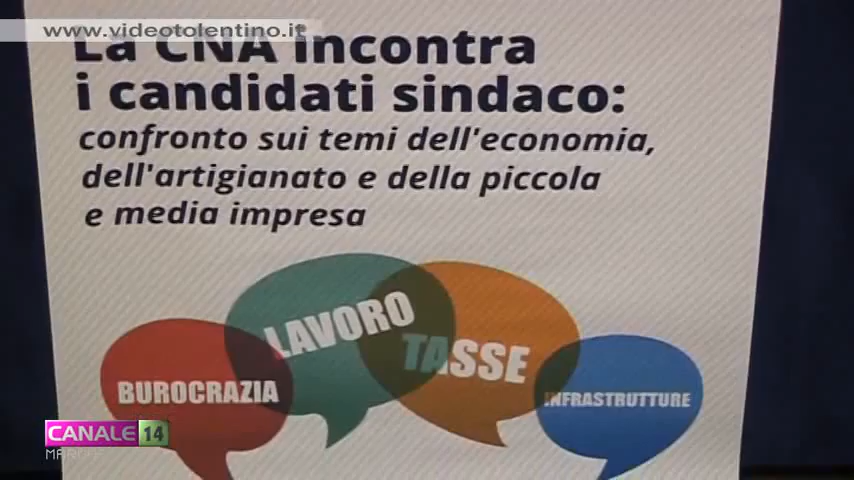 www.videotolentino.it
La CNA incontra
i candidati sindaco:
confronto sui temi dell'economia,
dell'artigianato e della piccola
e media impresa
LAVORO
TASSE
BUROCRAZIA
INFRASTRUTTURE
CANALE 14
MARCHE